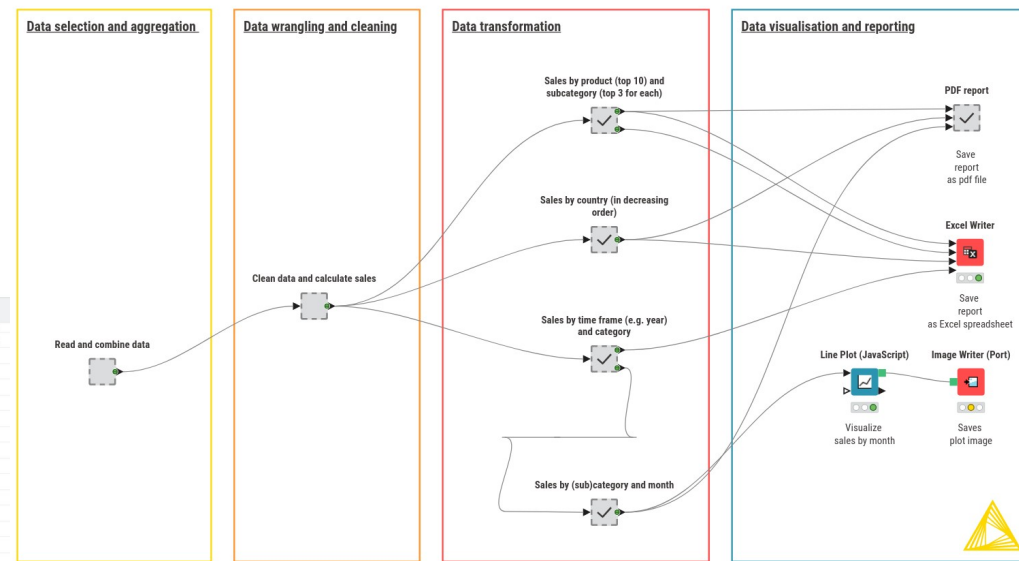 Data selection and aggregation
Data wrangling and cleaning
Data transformation
Data visualisation and reporting
Sales by product (top 10) and
subcategory (top 3 for each)
PDF report
Save
report
as pdf file
Sales by country (in decreasing
order)
Excel Writer
Save
report
as Excel spreadsheet
Clean data and calculate sales
Read and combine data
Sales by time frame (e.g. year)
and category
Line Plot (JavaScript)
Visualize
sales by month
Image Writer (Port)
Saves
plot image
Sales by (sub)category and month